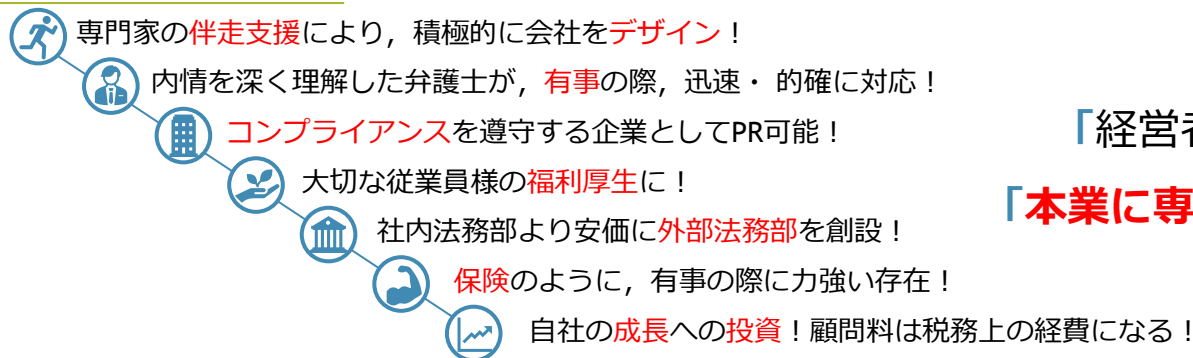 専門家の伴走支援により，積極的に会社をデザイン！
内情を深く理解した弁護士が，有事の際，迅速・ 的確に対応！
コンプライアンスを遵守する企業としてPR可能！
「経営者
大切な従業員様の福利厚生に！
「本業に専
社内法務部より安価に外部法務部を創設！
保険のように，有事の際に力強い存在！
自社の成長への投資！顧問料は税務上の経費になる！